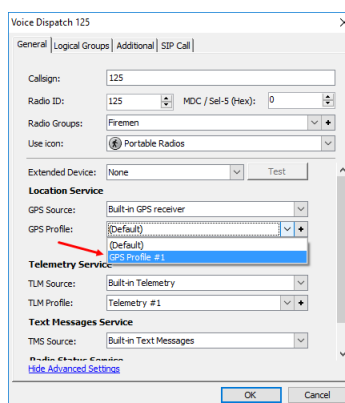 Voice Dispatch 125
General Logical Groups Additional SIP Call
Callsign: 125
Radio ID: 125 MDC / Sel-5 (Hex): 0
Radio Groups: Firemen
Use icon: Portable Radios
Extended Device: None Test
Location Service
GPS Source: Built-in GPS receiver
GPS Profile: (Default)
(Default)
GPS Profile #1
Telemetry Service
TLM Source: Built-in Telemetry
TLM Profile: Telemetry #1
Text Messages Service
TMS Source: Built-in Text Messages
Radio Status Service
Hide Advanced Settings
OK Cancel